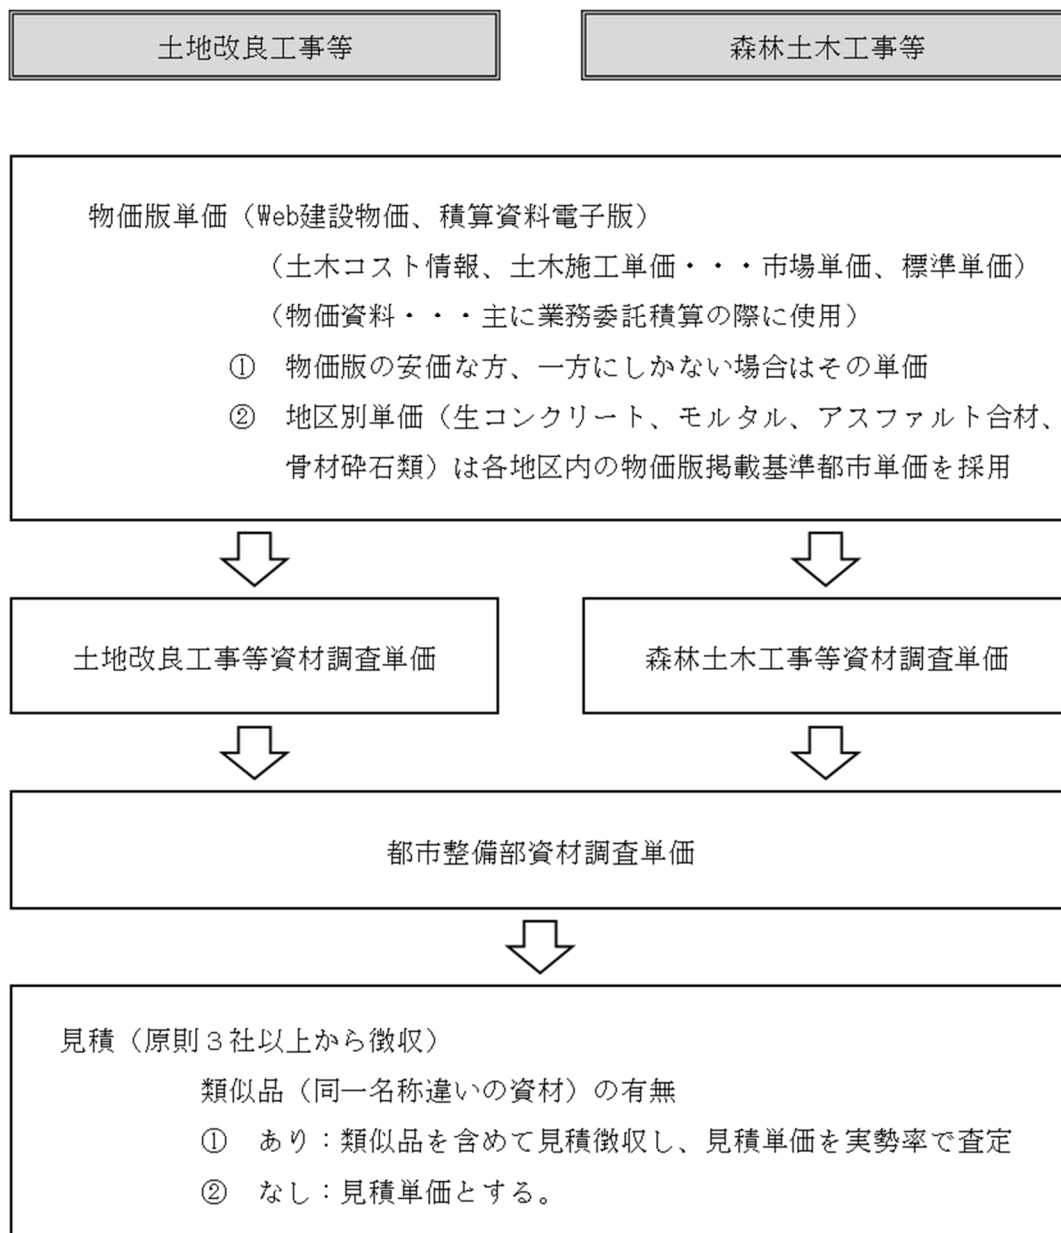 土地改良工事等
森林土木工事等
物価版単価（Web建設物価、積算資料電子版）
（土木コスト情報、土木施工単価・・・市場単価、標準単価）
（物価資料・・・主に業務委託積算の際に使用）
① 物価版の安価な方、一方にしかない場合はその単価
② 地区別単価（生コンクリート、モルタル、アスファルト合材、
骨材砕石類）は各地区内の物価版掲載基準都市単価を採用
土地改良工事等資材調査単価
森林土木工事等資材調査単価
都市整備部資材調査単価
見積（原則３社以上から徴収）
類似品（同一名称違いの資材）の有無
① あり：類似品を含めて見積徴収し、見積単価を実勢率で査定
② なし：見積単価とする。